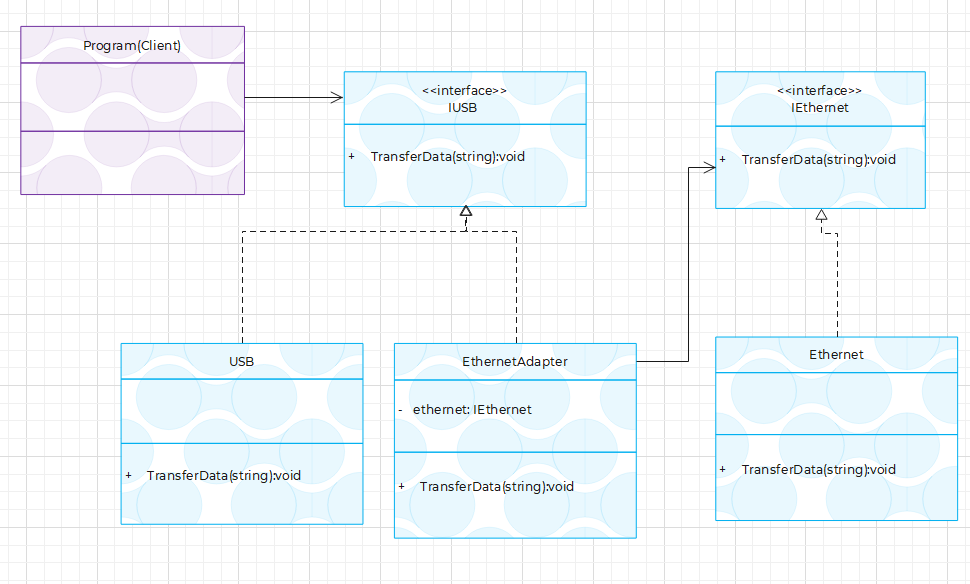 Program(Client)
<<interface>>
IUSB
+ TransferData(string):void
<<interface>>
IEthernet
+ TransferData(string):void
USB
+ TransferData(string):void
EthernetAdapter
- ethernet: IEthernet
+ TransferData(string):void
Ethernet
+ TransferData(string):void